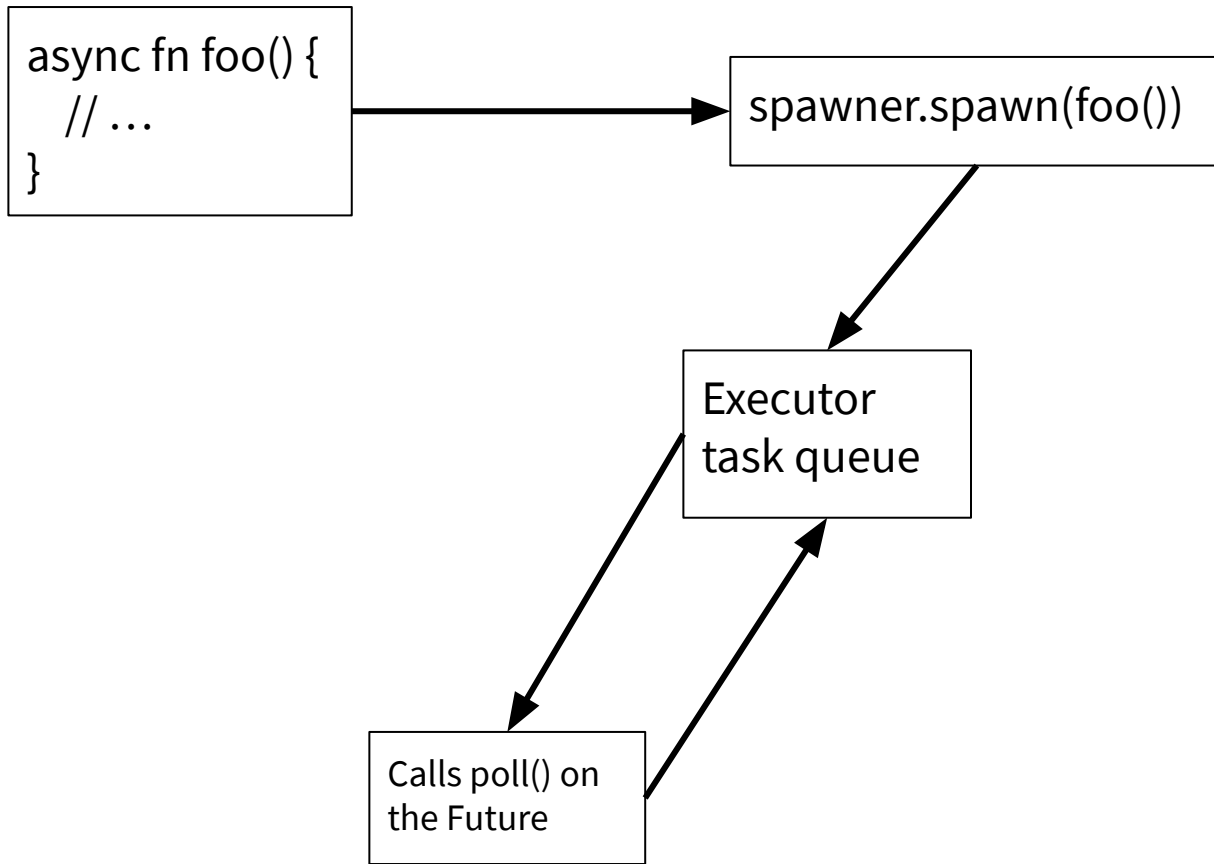 async fn foo() {
// …
}
spawner.spawn(foo())
Executor
task queue
Calls poll() on
the Future